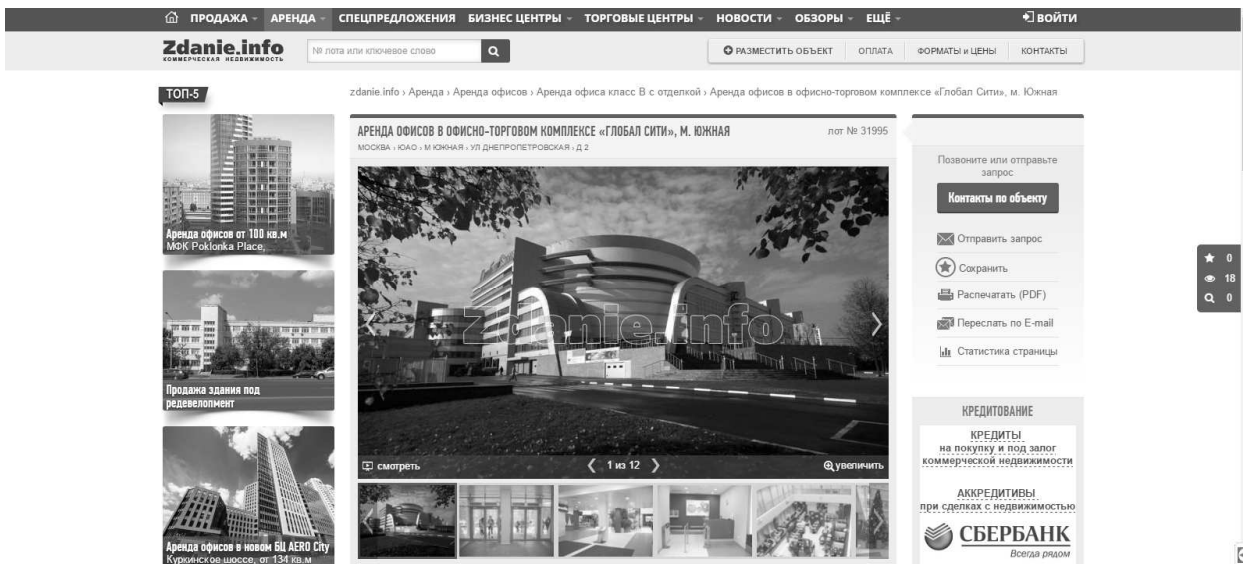 ПРОДАЖА АРЕНДА СПЕЦПРЕДЛОЖЕНИЯ БИЗНЕС ЦЕНТРЫ ТОРГОВЫЕ ЦЕНТРЫ НОВОСТИ ОБЗОРЫ ЕЩЁ ВОЙТИ
Zdanie.info
КОММЕРЧЕСКАЯ НЕДВИЖИМОСТЬ
№ лота или ключевое слово
РАЗМЕСТИТЬ ОБЪЕКТ ОПЛАТА ФОРМАТЫ и ЦЕНЫ КОНТАКТЫ
ТОП-5
zdanie.info › Аренда › Аренда офисов › Аренда офиса класс B с отделкой › Аренда офисов в офисно-торговом комплексе «Глобал Сити», м. Южная
Аренда офисов от 100 кв.м
МФК Poklonka Place,
Продажа здания под
редевелопмент
Аренда офисов в новом БЦ AERO City
Куркинское шоссе, от 134 кв.м
АРЕНДА ОФИСОВ В ОФИСНО-ТОРГОВОМ КОМПЛЕКСЕ «ГЛОБАЛ СИТИ», М. ЮЖНАЯ
лот № 31995
МОСКВА › ЮАО › М ЮЖНАЯ › УЛ ДНЕПРОПЕТРОВСКАЯ › Д 2
zdanie.info
смотреть
1 из 12
увеличить
Позвоните или отправьте
запрос
Контакты по объекту
Отправить запрос
Сохранить
Распечатать (PDF)
Переслать по E-mail
Статистика страницы
КРЕДИТОВАНИЕ
КРЕДИТЫ
на покупку и под залог
коммерческой недвижимости
АККРЕДИТИВЫ
при сделках с недвижимостью
СБЕРБАНК
Всегда рядом
0
18
0